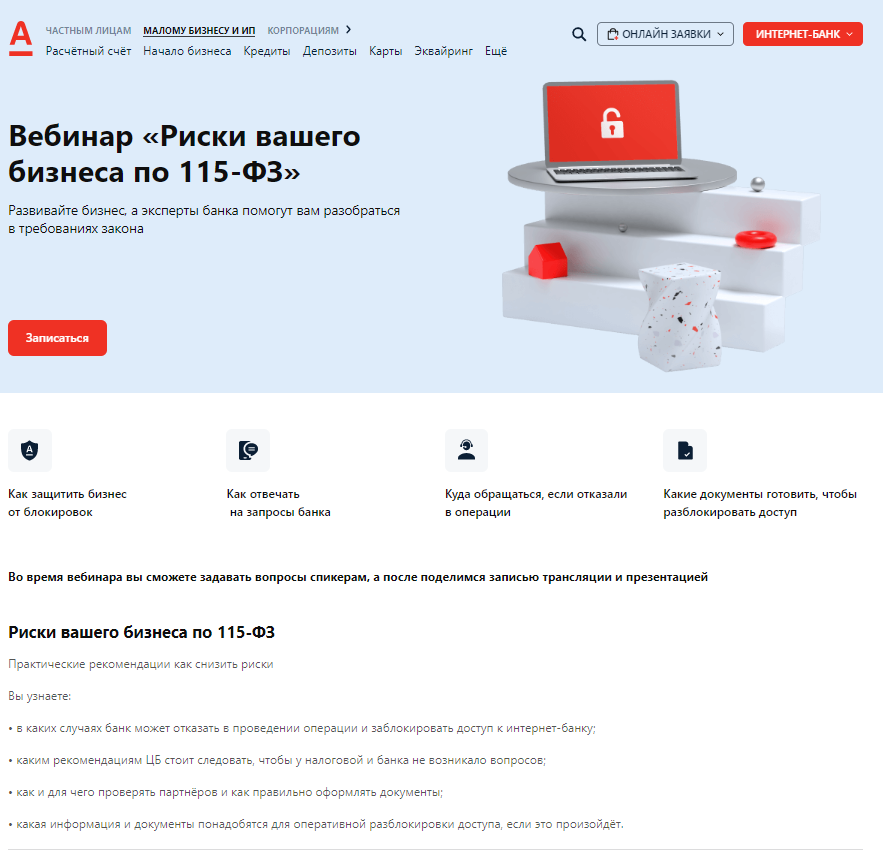 ЧАСТНЫМ ЛИЦАМ МАЛОМУ БИЗНЕСУ И ИП КОРПОРАЦИЯМ
Расчётный счёт Начало бизнеса Кредиты Депозиты Карты Эквайринг Ещё
ОНЛАЙН ЗАЯВКИ
ИНТЕРНЕТ-БАНК
Вебинар «Риски вашего
бизнеса по 115-ФЗ»
Развивайте бизнес, а эксперты банка помогут вам разобраться
в требованиях закона
Записаться
Как защитить бизнес
от блокировок
Как отвечать
на запросы банка
Куда обращаться, если отказали
в операции
Какие документы готовить, чтобы
разблокировать доступ
Во время вебинара вы сможете задавать вопросы спикерам, а после поделимся записью трансляции и презентацией
Риски вашего бизнеса по 115-ФЗ
Практические рекомендации как снизить риски
Вы узнаете:
• в каких случаях банк может отказать в проведении операции и заблокировать доступ к интернет-банку;
• каким рекомендациям ЦБ стоит следовать, чтобы у налоговой и банка не возникало вопросов;
• как и для чего проверять партнёров и как правильно оформлять документы;
• какая информация и документы понадобятся для оперативной разблокировки доступа, если это произойдёт.